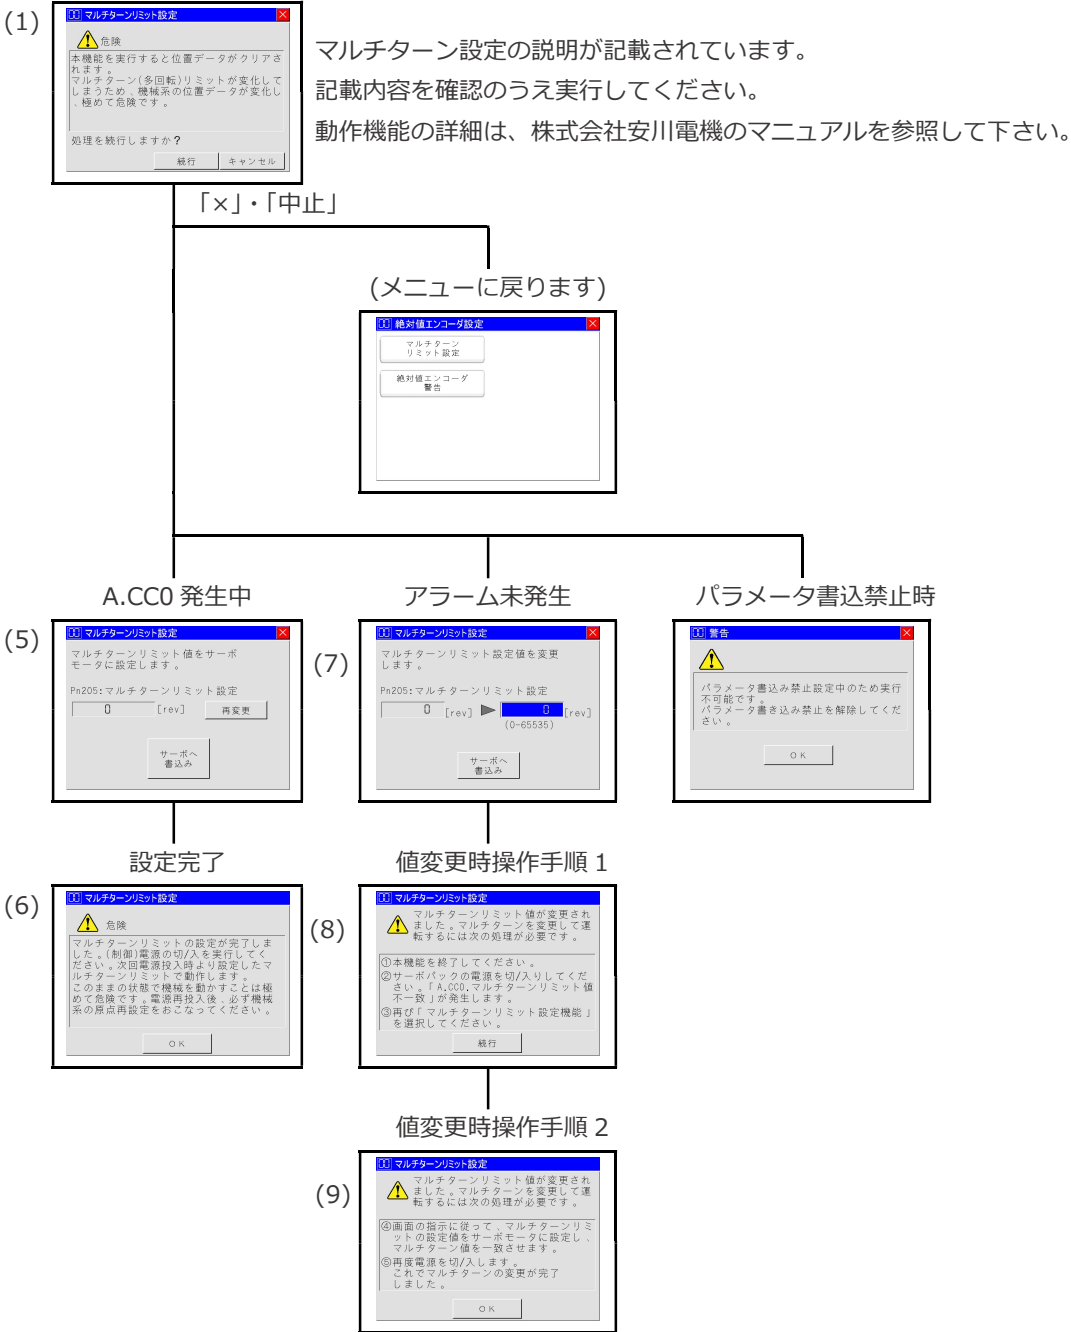 (1)
マルチターンリミット設定
危険
本機能を実行すると位置データがクリアさ
れます。
マルチターン(多回転)リミットが変化して
しまうため、機械系の位置データが変化し
、極めて危険です。
処理を続行しますか?
続行
キャンセル
マルチターン設定の説明が記載されています。
記載内容を確認のうえ実行してください。
動作機能の詳細は、株式会社安川電機のマニュアルを参照して下さい。
「×」・「中止」
(メニューに戻ります)
絶対値エンコーダ設定
マルチターン
リミット設定
絶対値エンコーダ
警告
A.CC0 発生中
アラーム未発生
パラメータ書込禁止時
(5)
マルチターンリミット設定
マルチターンリミット値をサーボ
モータに設定します。
Pn205:マルチターンリミット設定
0 [rev] 再変更
サーボへ
書込み
(7)
マルチターンリミット設定
マルチターンリミット設定値を変更
します。
Pn205:マルチターンリミット設定
0 [rev] ▶ 0 [rev]
(0-65535)
サーボへ
書込み
警告
パラメータ書込み禁止設定中のため実行
不可能です。
パラメータ書き込み禁止を解除してくだ
さい。
OK
設定完了
値変更時操作手順 1
(6)
マルチターンリミット設定
危険
マルチターンリミットの設定が完了しま
した。(制御)電源の切/入を実行してく
ださい。次回電源投入時より設定したマ
ルチターンリミットで動作します。
このままの状態で機械を動かすことは極
めて危険です。電源再投入後、必ず機械
系の原点再設定をおこなってください。
OK
(8)
マルチターンリミット設定
マルチターンリミット値が変更され
ました。マルチターンを変更して運
転するには次の処理が必要です。
①本機能を終了してください。
②サーボパックの電源を切/入りしてくだ
さい。「A.CC0.マルチターンリミット値
不一致」が発生します。
③再び「マルチターンリミット設定機能」
を選択してください。
続行
値変更時操作手順 2
(9)
マルチターンリミット設定
マルチターンリミット値が変更され
ました。マルチターンを変更して運
転するには次の処理が必要です。
④画面の指示に従って、マルチターンリミ
ットの設定値をサーボモータに設定し、
マルチターン値を一致させます。
⑤再度電源を切/入します。
これでマルチターンの変更が完了
しました。
OK